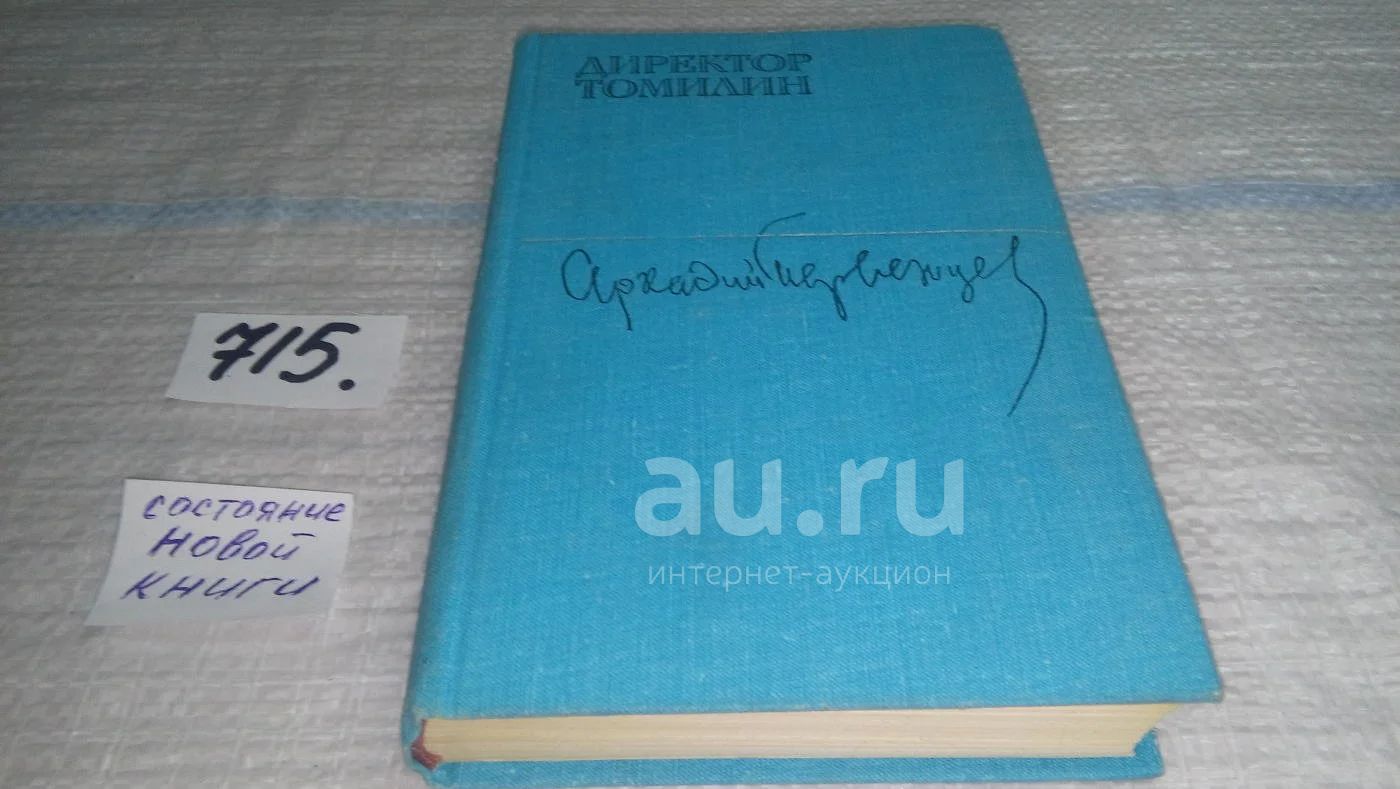 ДИРЕКТОР
ТОМИЛИН
Аркадий Первенцев
715.
состояние
новой
книги
au.ru
интернет-аукцион